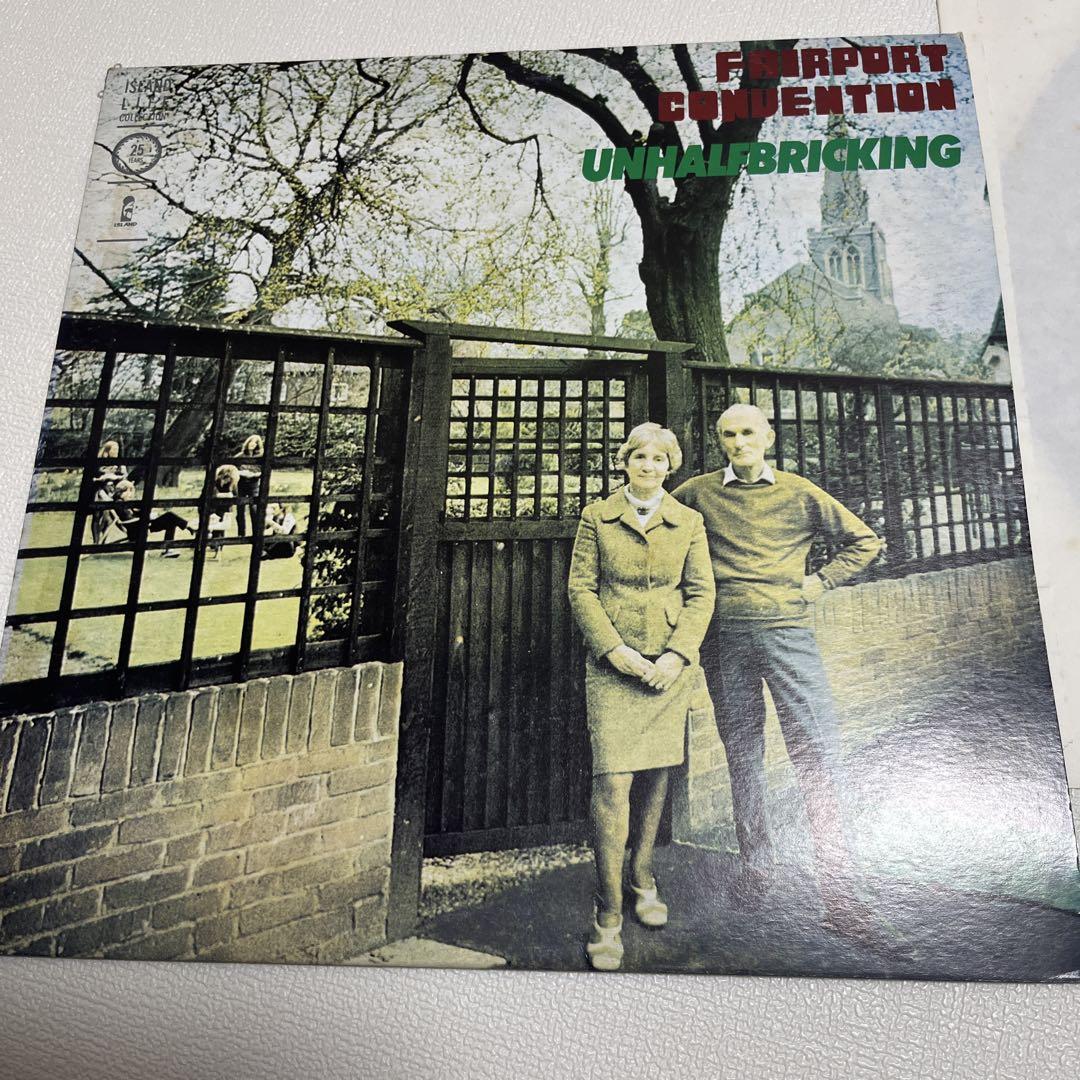 ISLAND
LIFE
COLLECTION
25
YEARS
ISLAND
FAIRPORT
CONVENTION
UNHALFBRICKING